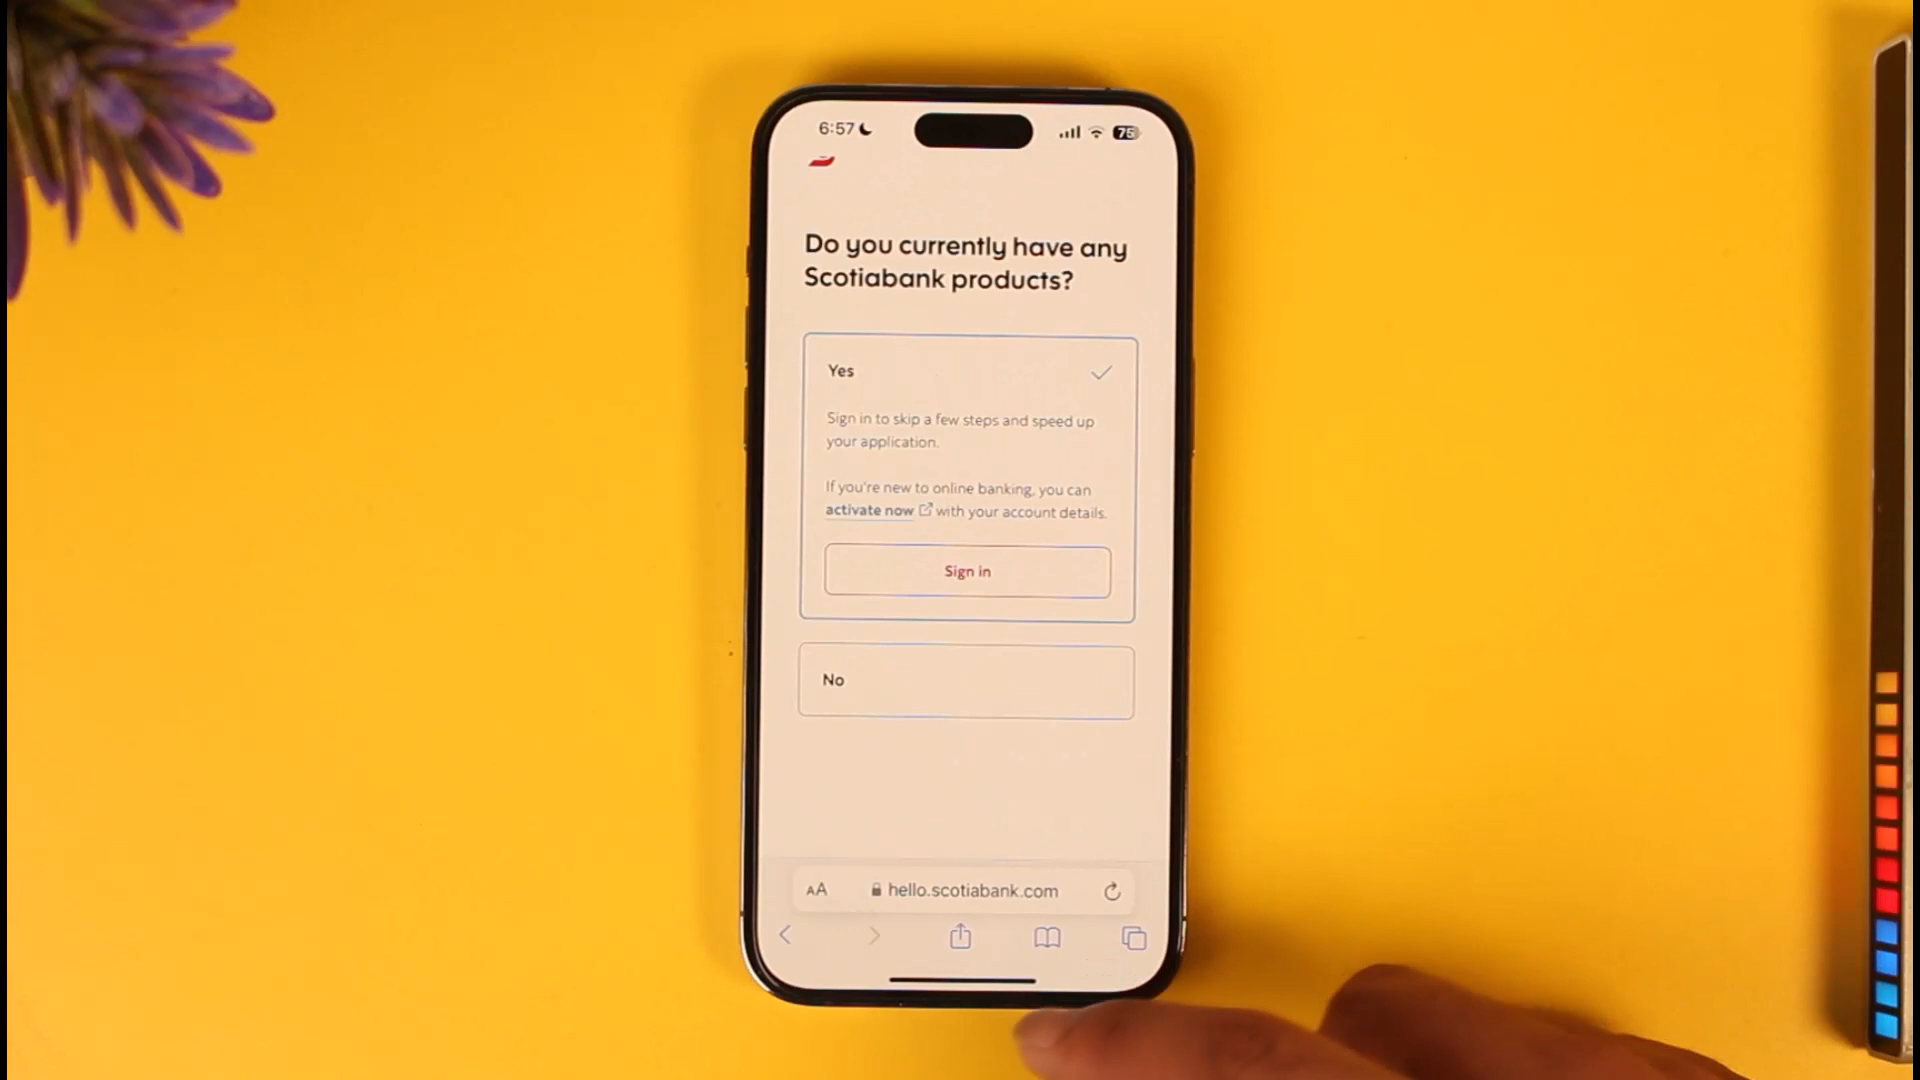 6:57
75
Do you currently have any
Scotiabank products?
Yes
Sign in to skip a few steps and speed up
your application.
If you're new to online banking, you can
activate now with your account details.
Sign in
No
AA
hello.scotiabank.com